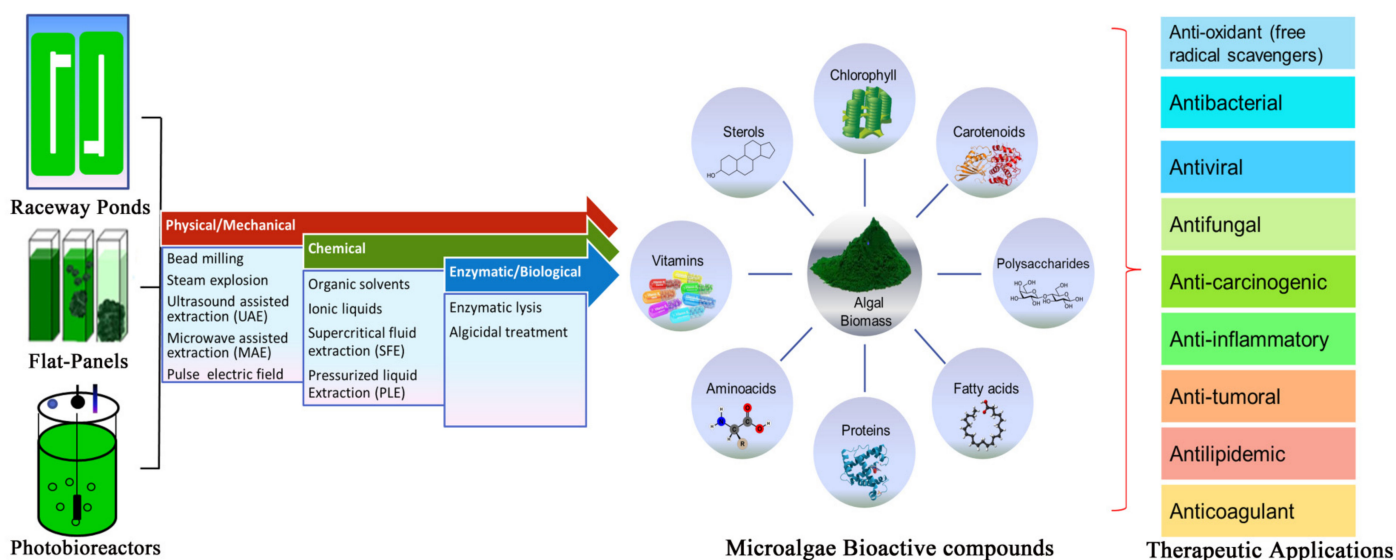 Raceway Ponds
Flat-Panels
Photobioreactors
Physical/Mechanical
Bead milling
Steam explosion
Ultrasound assisted
extraction (UAE)
Microwave assisted
extraction (MAE)
Pulse electric field
Chemical
Organic solvents
Ionic liquids
Supercritical fluid
extraction (SFE)
Pressurized liquid
Extraction (PLE)
Enzymatic/Biological
Enzymatic lysis
Algicidal treatment
Chlorophyll
Sterols
HO
Carotenoids
Vitamins
Algal
Biomass
Polysaccharides
Aminoacids
Proteins
Fatty acids
Microalgae Bioactive compounds
Anti-oxidant (free
radical scavengers)
Antibacterial
Antiviral
Antifungal
Anti-carcinogenic
Anti-inflammatory
Anti-tumoral
Antilipidemic
Anticoagulant
Therapeutic Applications